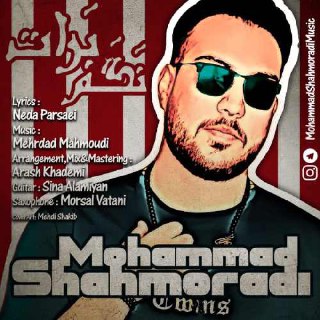 Lyrics :
Neda Parsaei
Music :
Mehrdad Mahmoudi
Arrangement,Mix&Mastering :
Arash Khademi
Guitar : Sina Alamiyan
Saxophone : Morsal Vatani
Cover Art: Mehdi Shakib
MohammadShahmoradiMusic
Mohammad
Shahmoradi
Twins